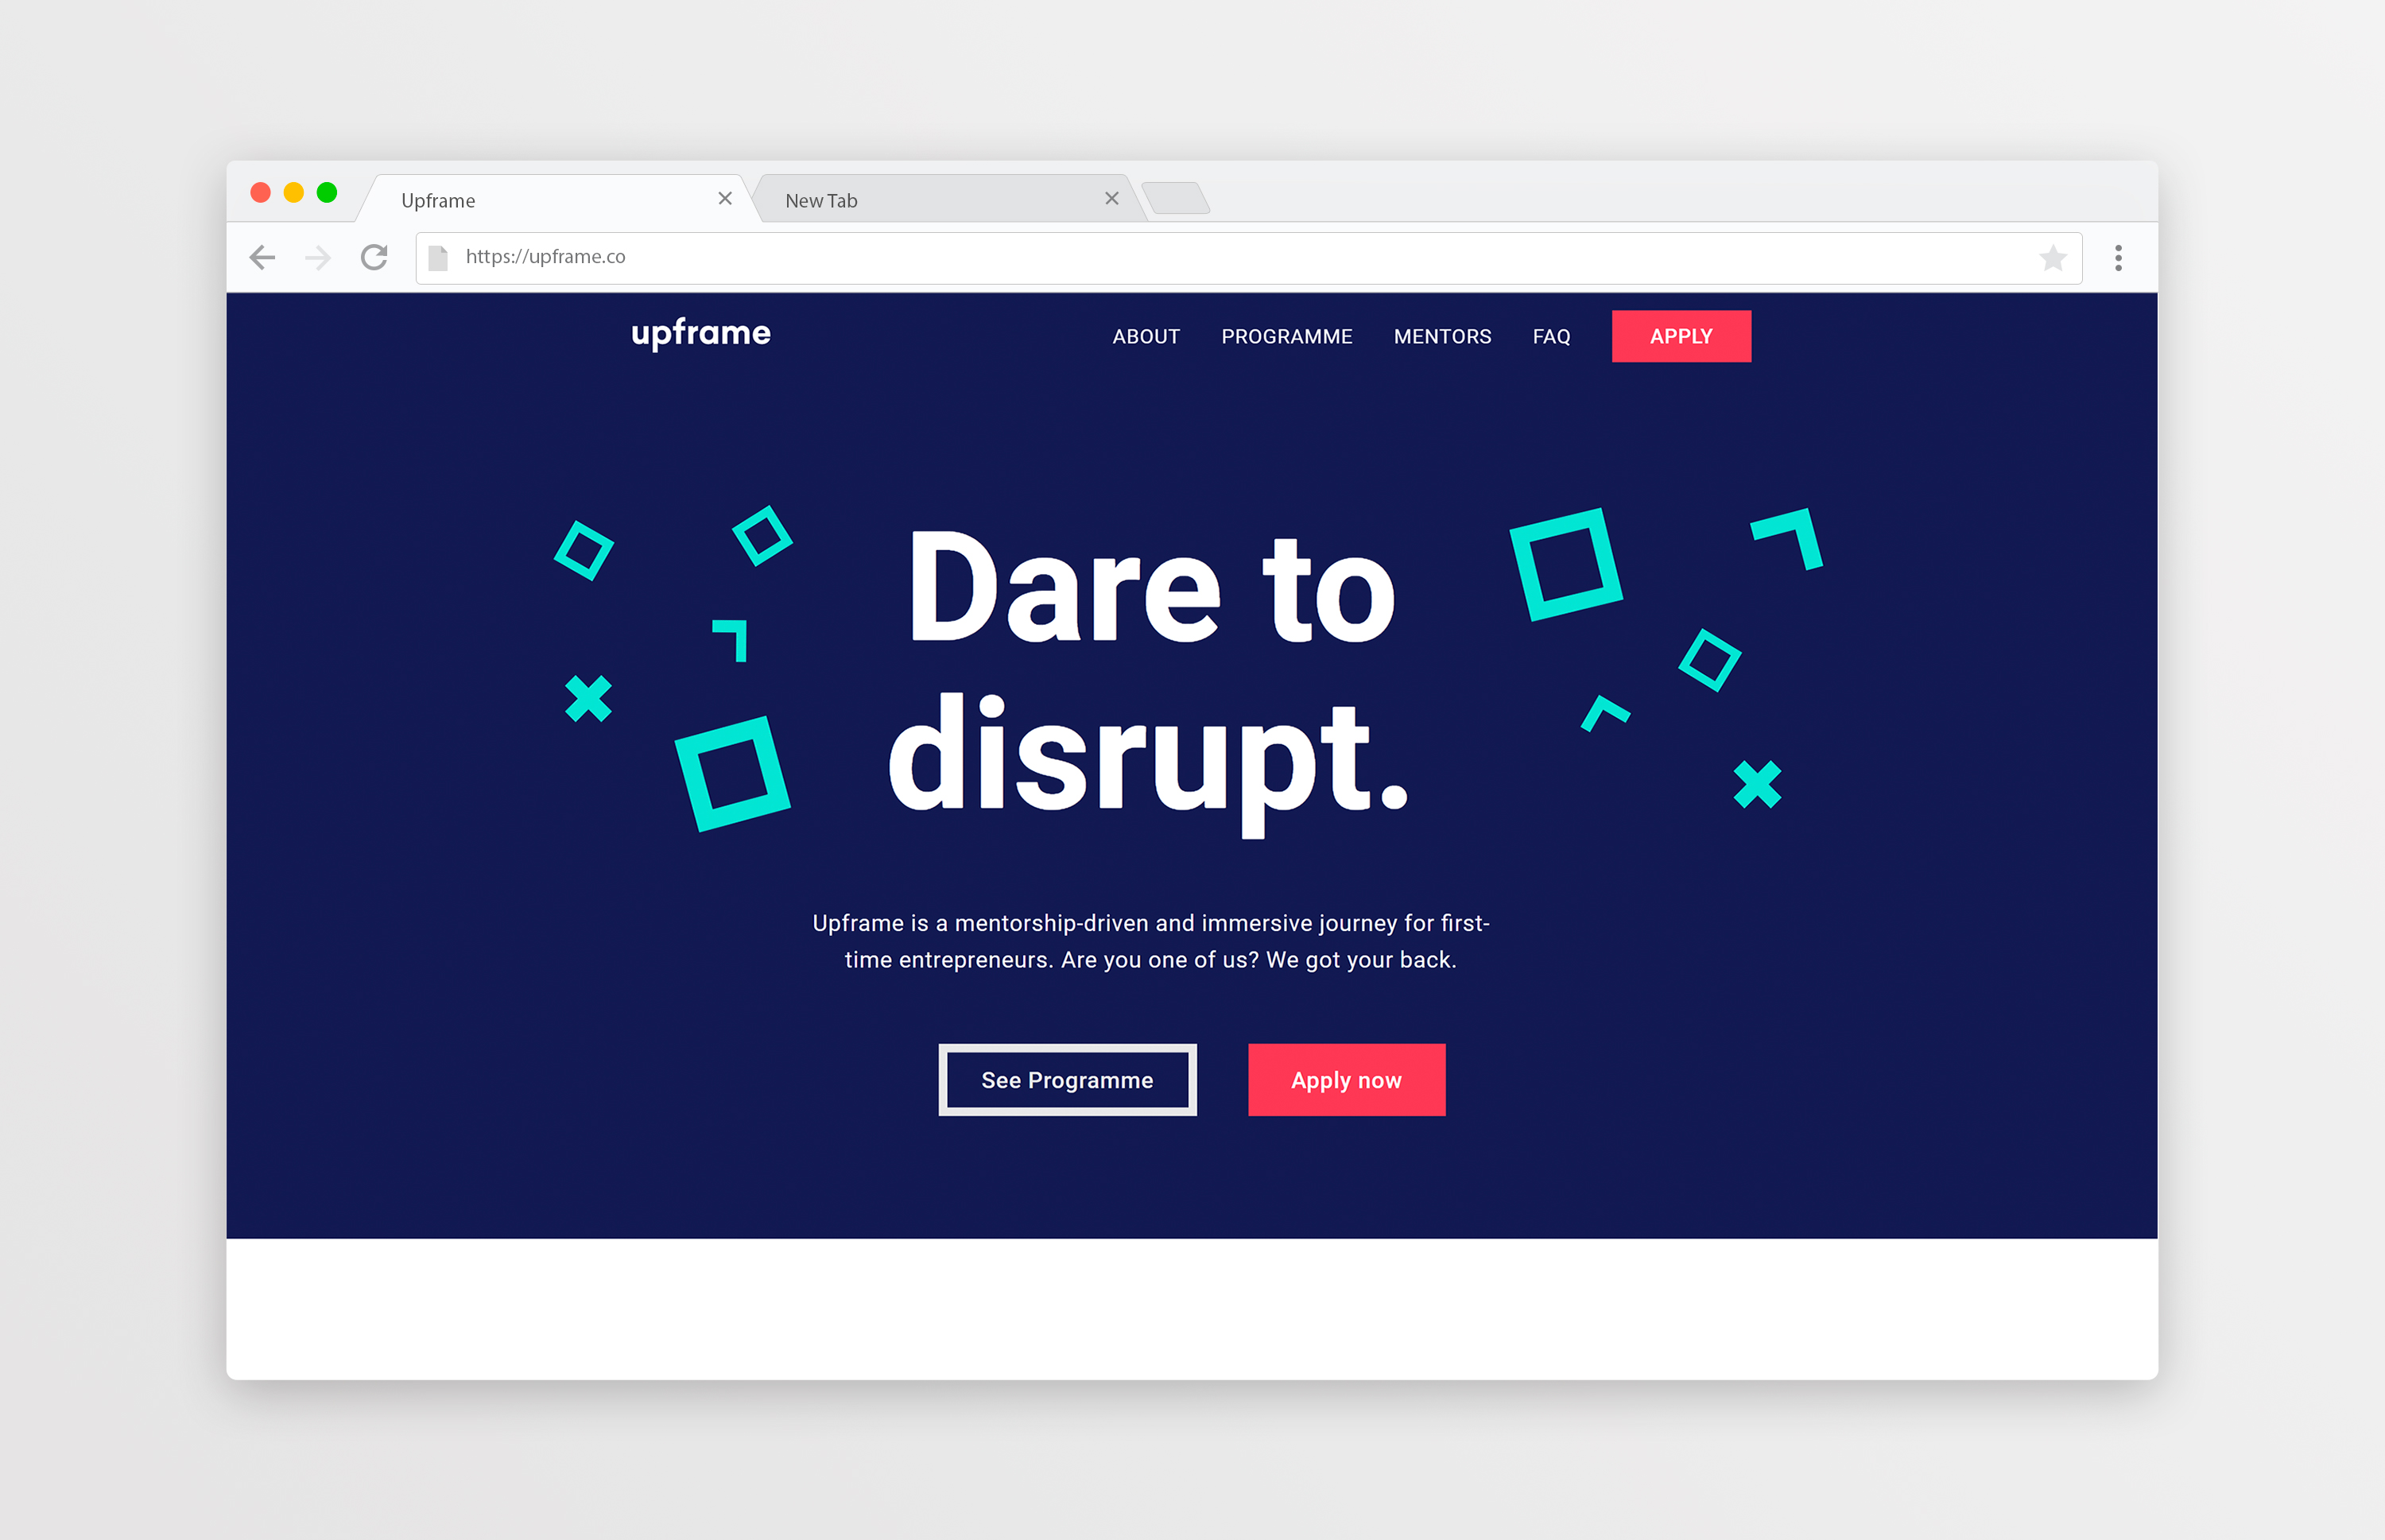 Upframe
New Tab
https://upframe.co
upframe
ABOUT PROGRAMME MENTORS FAQ APPLY
Dare to
disrupt.
Upframe is a mentorship-driven and immersive journey for first-
time entrepreneurs. Are you one of us? We got your back.
See Programme
Apply now